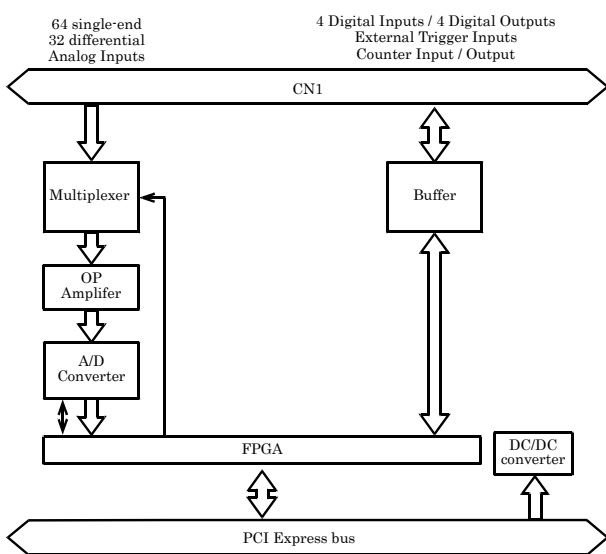 64 single-end
32 differential
Analog Inputs
4 Digital Inputs / 4 Digital Outputs
External Trigger Inputs
Counter Input / Output
CN1
Multiplexer
Buffer
OP
Amplifer
A/D
Converter
FPGA
DC/DC
converter
PCI Express bus